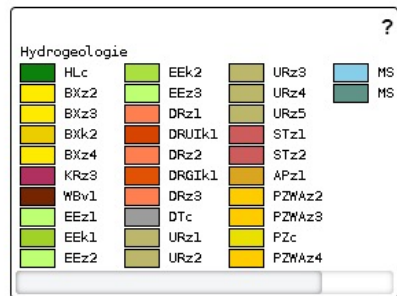 ?
Hydrogeologie
HLc
BXz2
BXz3
BXk2
BXz4
KRz3
WBv1
EEz1
EEk1
EEz2
EEk2
EEz3
DRz1
DRUIk1
DRz2
DRGIk1
DRz3
DTc
URz1
URz2
URz3
URz4
URz5
STz1
STz2
APz1
PZWAz2
PZWAz3
PZc
PZWAz4
MS
MS